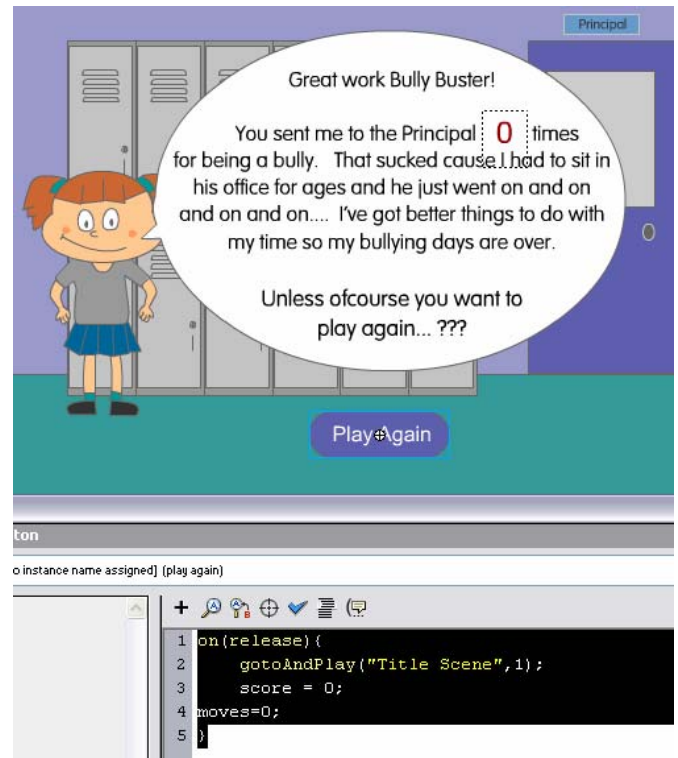 Principal
Great work Bully Buster!
You sent me to the Principal 0 times
for being a bully. That sucked cause I had to sit in
his office for ages and he just went on and on
and on and on.... I've got better things to do with
my time so my bullying days are over.
Unless ofcourse you want to
play again... ???
Play Again
ton
o instance name assigned] (play again)
1 on(release){
2 gotoAndPlay("Title Scene",1);
3 score = 0;
4 moves=0;
5 }